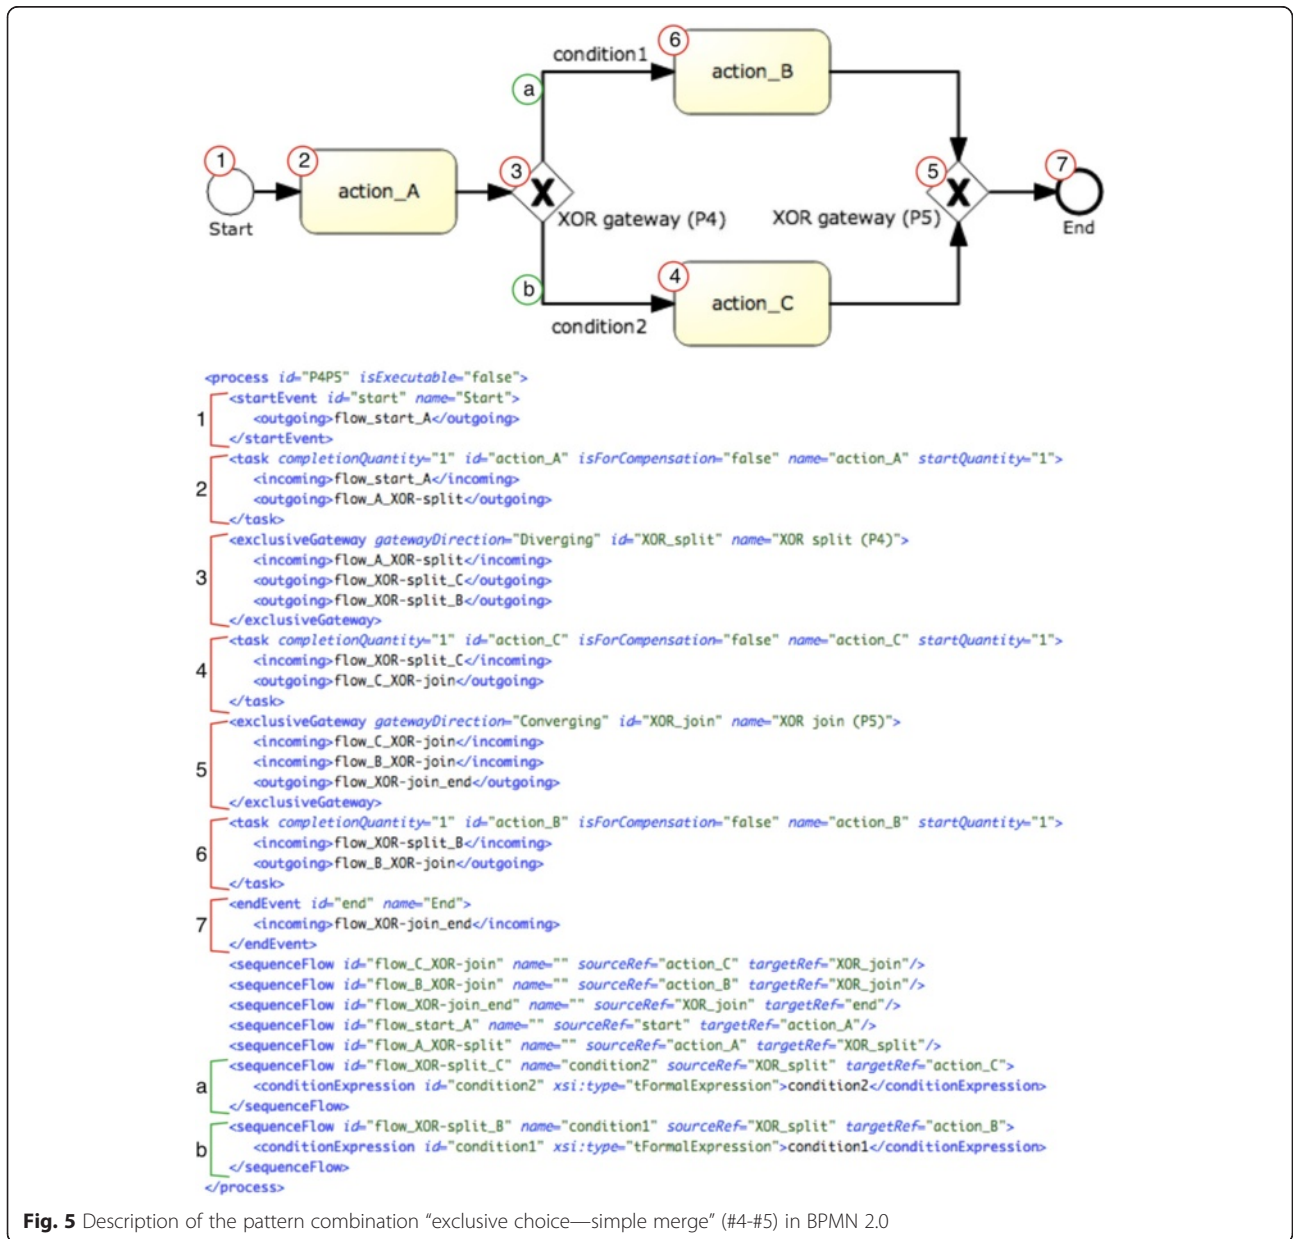 condition1
6
action_B
a
1
2
action_A
3
X
XOR gateway (P4)
XOR gateway (P5)
5
X
7
Start
End
b
4
action_C
condition2
<process id="P4P5" isExecutable="false">
1
<startEvent id="start" name="Start">
<outgoing>flow_start_A</outgoing>
</startEvent>
2
<task completionQuantity="1" id="action_A" isForCompensation="false" name="action_A" startQuantity="1">
<incoming>flow_start_A</incoming>
<outgoing>flow_A_XOR-split</outgoing>
</task>
3
<exclusiveGateway gatewayDirection="Diverging" id="XOR_split" name="XOR split (P4)">
<incoming>flow_A_XOR-split</incoming>
<outgoing>flow_XOR-split_C</outgoing>
<outgoing>flow_XOR-split_B</outgoing>
</exclusiveGateway>
4
<task completionQuantity="1" id="action_C" isForCompensation="false" name="action_C" startQuantity="1">
<incoming>flow_XOR-split_C</incoming>
<outgoing>flow_C_XOR-join</outgoing>
</task>
5
<exclusiveGateway gatewayDirection="Converging" id="XOR_join" name="XOR join (P5)">
<incoming>flow_C_XOR-join</incoming>
<incoming>flow_B_XOR-join</incoming>
<outgoing>flow_XOR-join_end</outgoing>
</exclusiveGateway>
6
<task completionQuantity="1" id="action_B" isForCompensation="false" name="action_B" startQuantity="1">
<incoming>flow_XOR-split_B</incoming>
<outgoing>flow_B_XOR-join</outgoing>
</task>
7
<endEvent id="end" name="End">
<incoming>flow_XOR-join_end</incoming>
</endEvent>
<sequenceFlow id="flow_C_XOR-join" name="" sourceRef="action_C" targetRef="XOR_join"/>
<sequenceFlow id="flow_B_XOR-join" name="" sourceRef="action_B" targetRef="XOR_join"/>
<sequenceFlow id="flow_XOR-join_end" name="" sourceRef="XOR_join" targetRef="end"/>
<sequenceFlow id="flow_start_A" name="" sourceRef="start" targetRef="action_A"/>
<sequenceFlow id="flow_A_XOR-split" name="" sourceRef="action_A" targetRef="XOR_split"/>
a
<sequenceFlow id="flow_XOR-split_C" name="condition2" sourceRef="XOR_split" targetRef="action_C">
<conditionExpression id="condition2" xsi:type="tFormalExpression">condition2</conditionExpression>
</sequenceFlow>
b
<sequenceFlow id="flow_XOR-split_B" name="condition1" sourceRef="XOR_split" targetRef="action_B">
<conditionExpression id="condition1" xsi:type="tFormalExpression">condition1</conditionExpression>
</sequenceFlow>
</process>
Fig. 5 Description of the pattern combination “exclusive choice—simple merge” (#4-#5) in BPMN 2.0